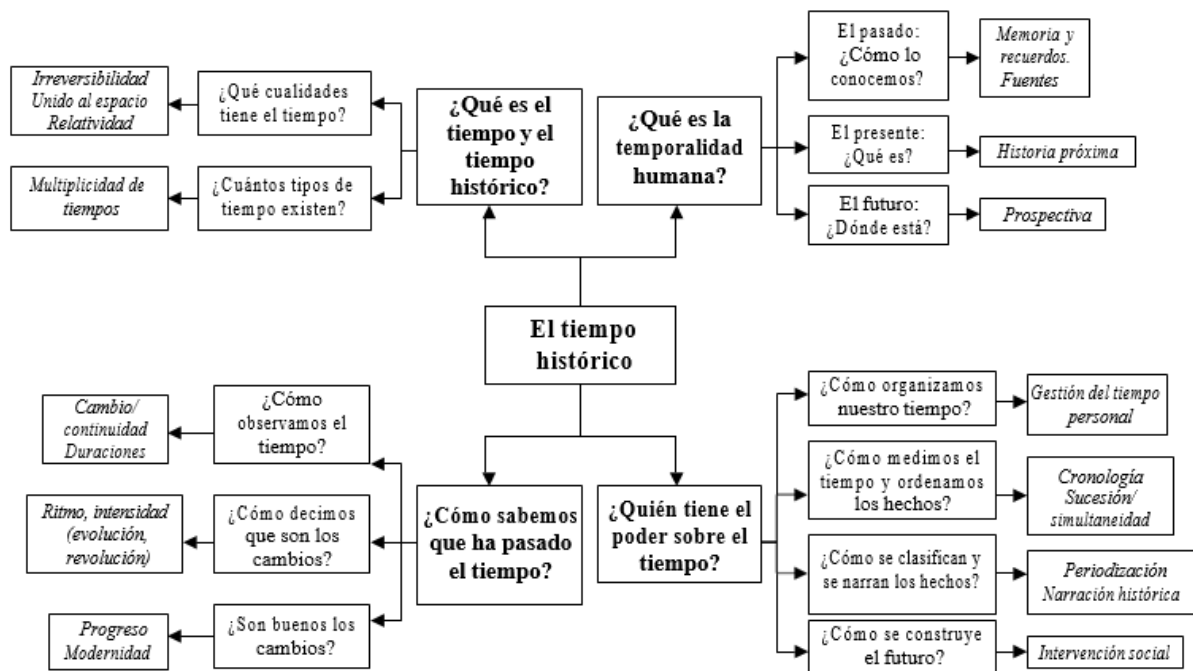 Irreversibilidad
Unido al espacio
Relatividad
¿Qué cualidades
tiene el tiempo?
Multiplicidad de
tiempos
¿Cuántos tipos de
tiempo existen?
¿Qué es el
tiempo y el
tiempo
histórico?
¿Qué es la
temporalidad
humana?
El pasado:
¿Cómo lo
conocemos?
Memoria y
recuerdos.
Fuentes
El presente:
¿Qué es?
Historia próxima
El futuro:
¿Dónde está?
Prospectiva
El tiempo
histórico
Cambio/
continuidad
Duraciones
¿Cómo
observamos el
tiempo?
Ritmo, intensidad
(evolución,
revolución)
¿Cómo decimos
que son los
cambios?
Progreso
Modernidad
¿Son buenos los
cambios?
¿Cómo sabemos
que ha pasado
el tiempo?
¿Quién tiene el
poder sobre el
tiempo?
¿Cómo organizamos
nuestro tiempo?
Gestión del tiempo
personal
¿Cómo medimos el
tiempo y ordenamos
los hechos?
Cronología
Sucesión/
simultaneidad
¿Cómo se clasifican y
se narran los hechos?
Periodización
Narración histórica
¿Cómo se construye
el futuro?
Intervención social